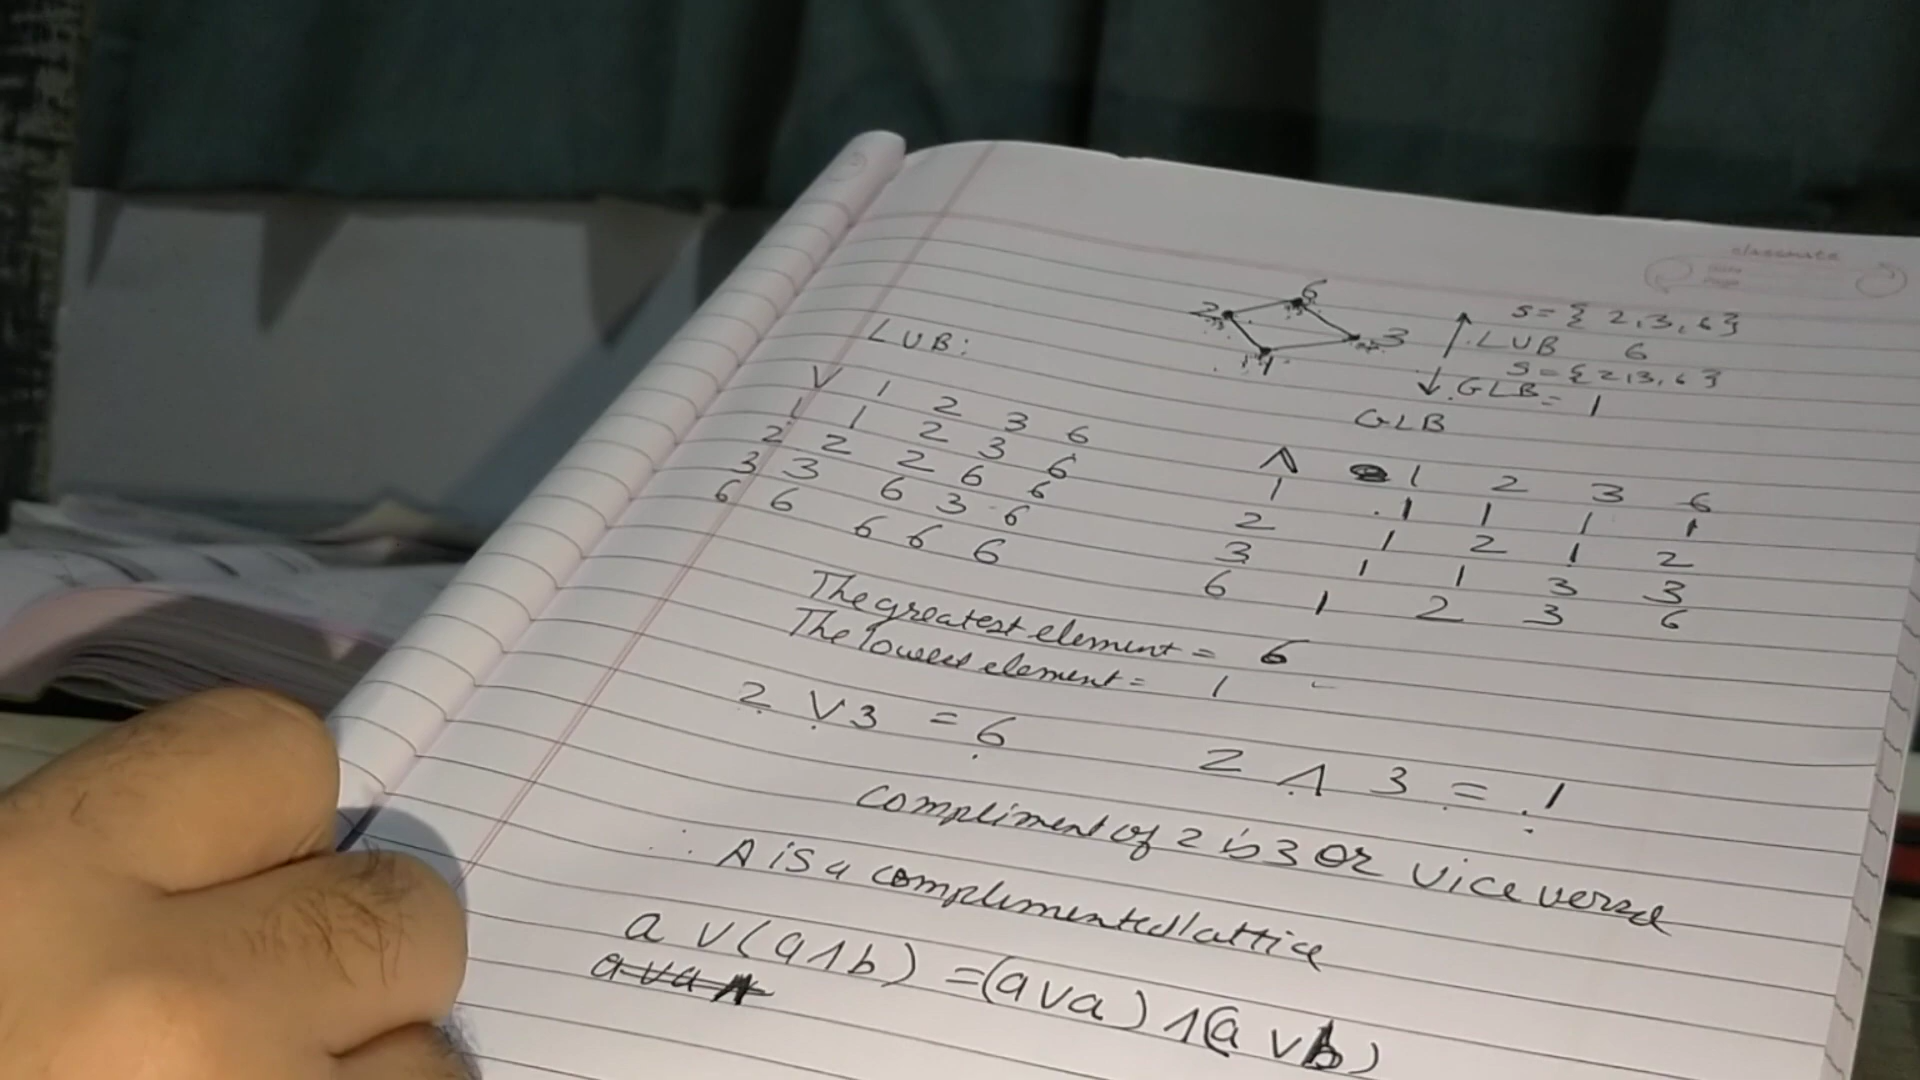 classmate
6
2
3
1
S = { 2, 3, 6 }
LUB 6
S = { 2, 3, 6 }
GLB = 1
LUB:
V 1 2 3 6
1 1 2 3 6
2 2 2 6 6
3 3 6 3 6
6 6 6 6 6
GLB
Λ 1 2 3 6
1 1 1 1 1
2 1 2 1 2
3 1 1 3 3
6 1 2 3 6
The greatest element = 6
The lowest element = 1
2 V 3 = 6 2 Λ 3 = 1
compliment of 2 is 3 or vice versa
∴ A is a complemented lattice
a v (a Λ b) = (a v a) Λ (a v b)
a v a Λ